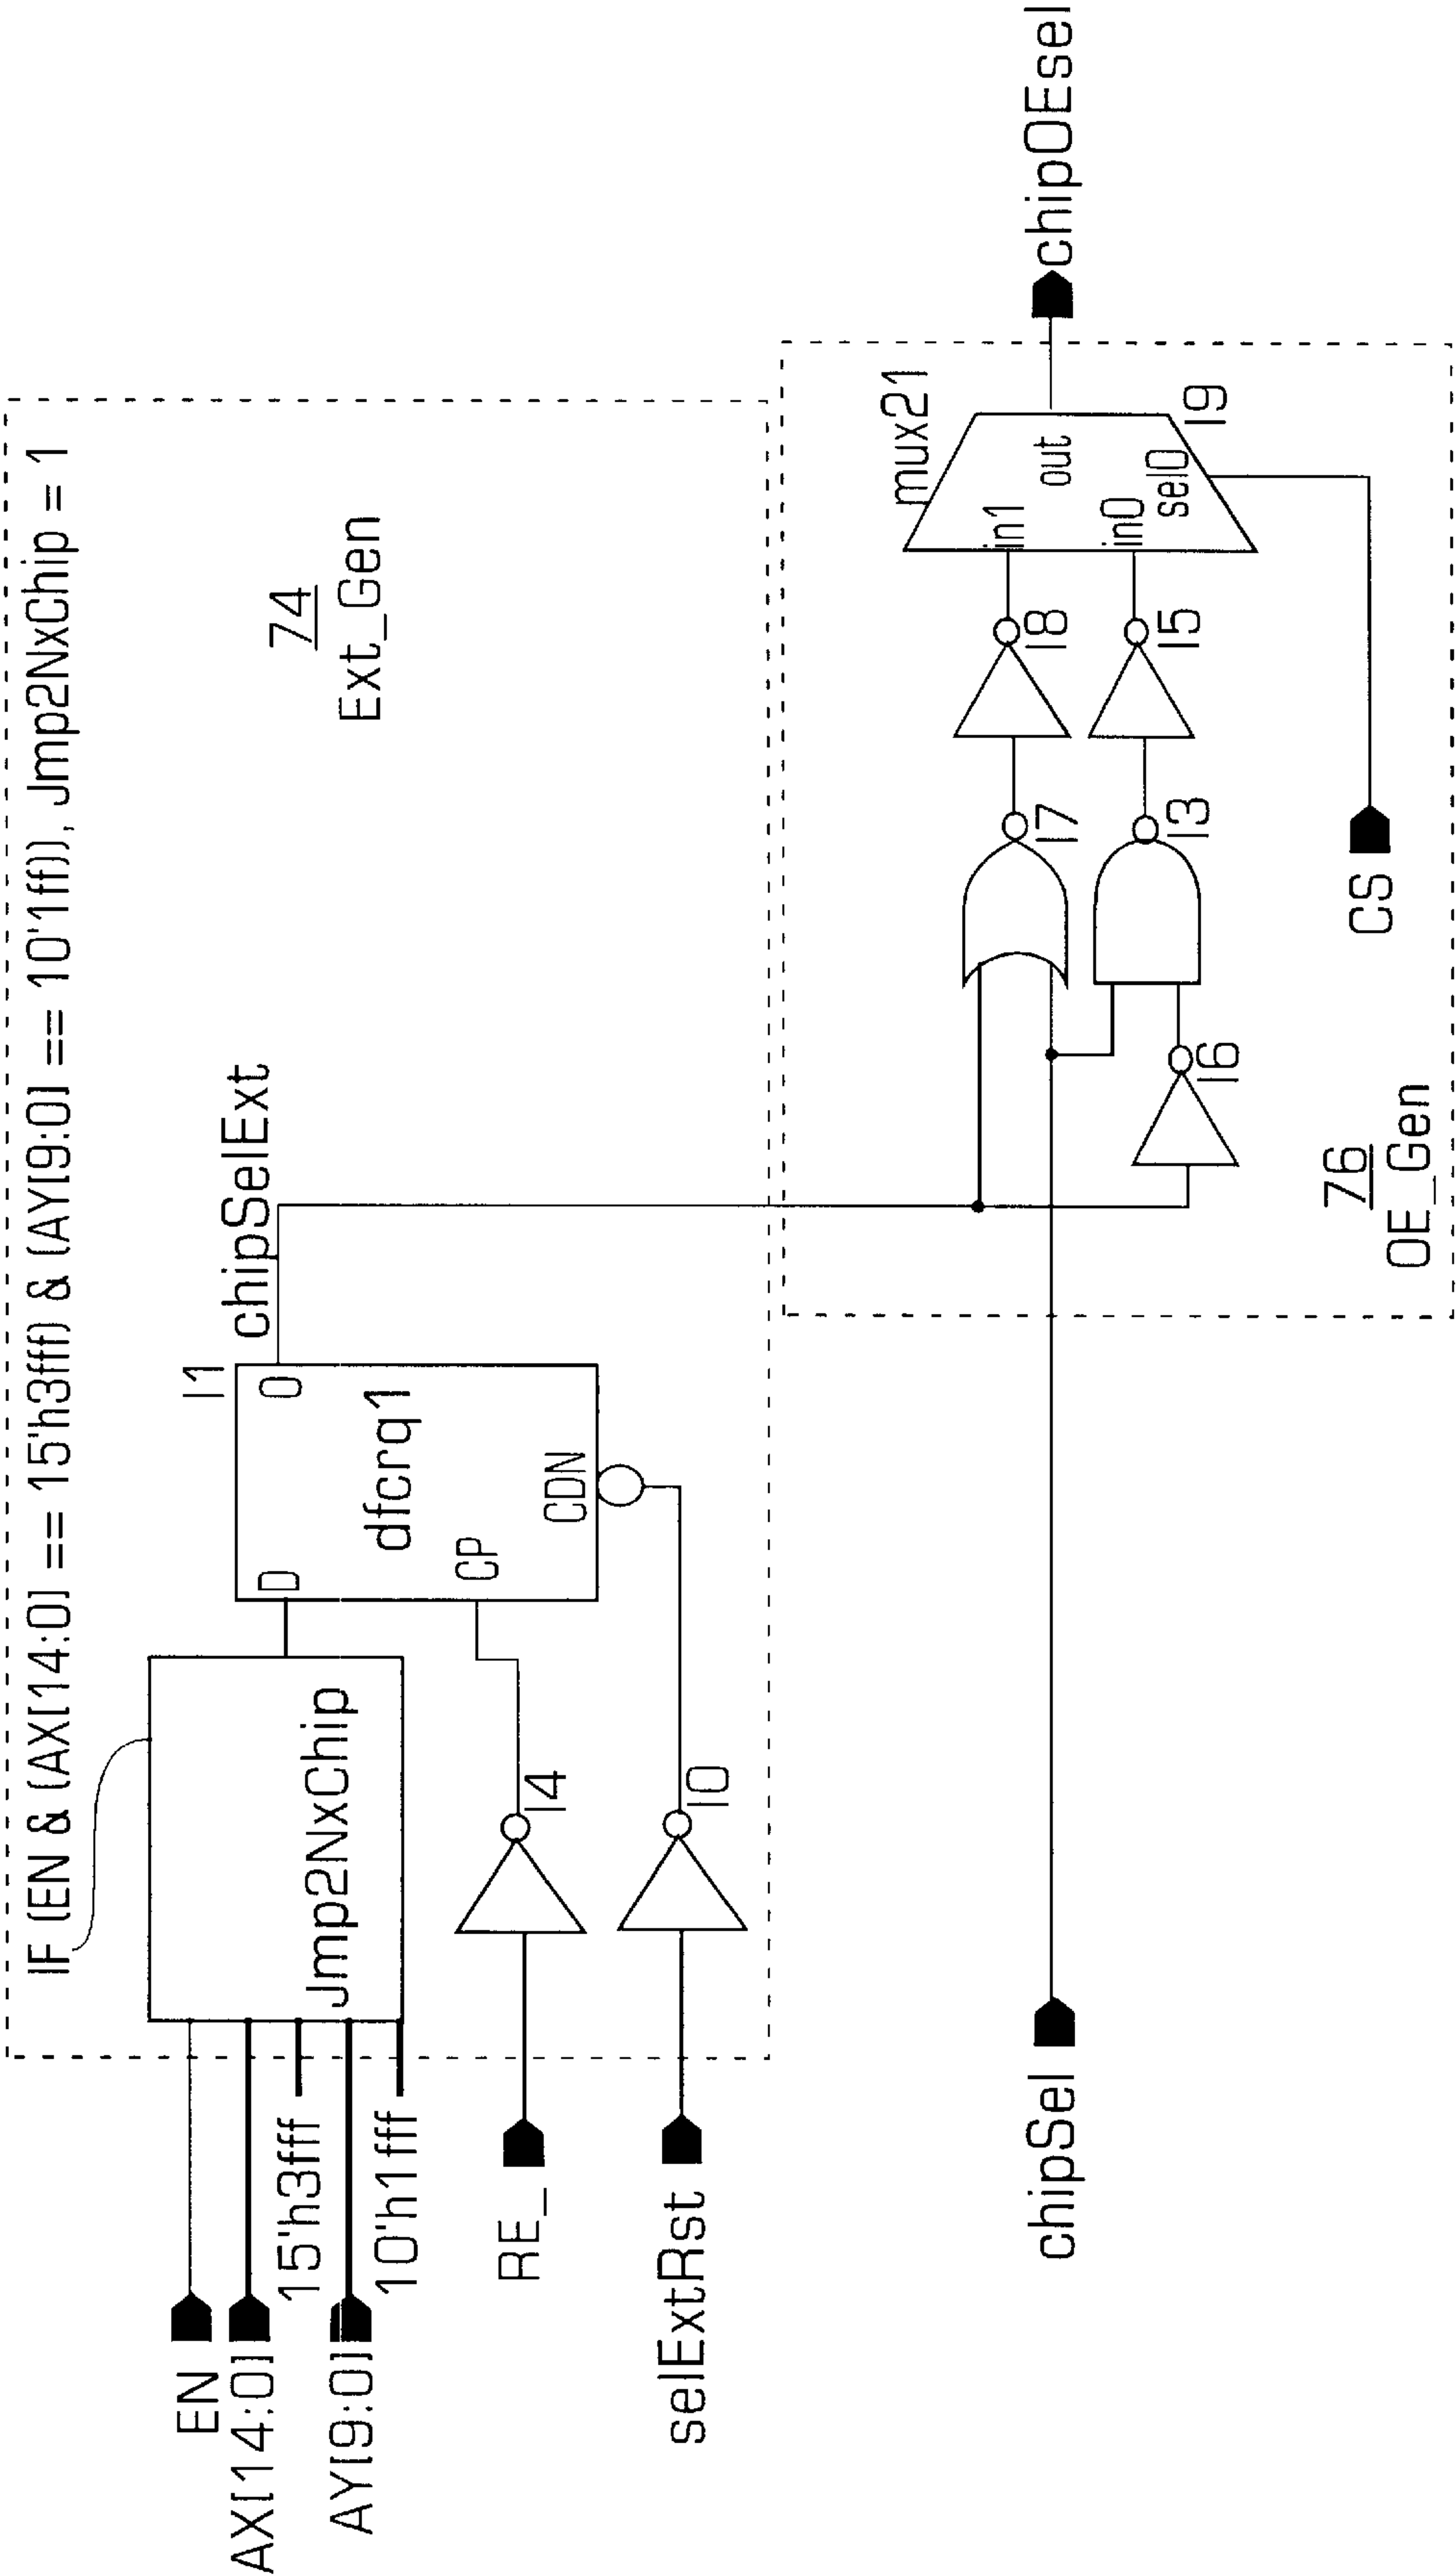 IF (EN & (AX[14:0] == 15'h3fff) & (AY[9:0] == 10'1ff)), Jmp2NxChip = 1
74
Ext_Gen
EN
AX[14:0]
15'h3fff
AY[9:0]
10'h1fff
Jmp2NxChip
I1
D
O
dfcrq1
CP
CDN
chipSelExt
RE_
I4
selExtRst
I0
chipSel
mux21
in1
out
in0
sel0
I9
I8
I5
I7
I3
I6
CS
chipOEsel
76
OE_Gen